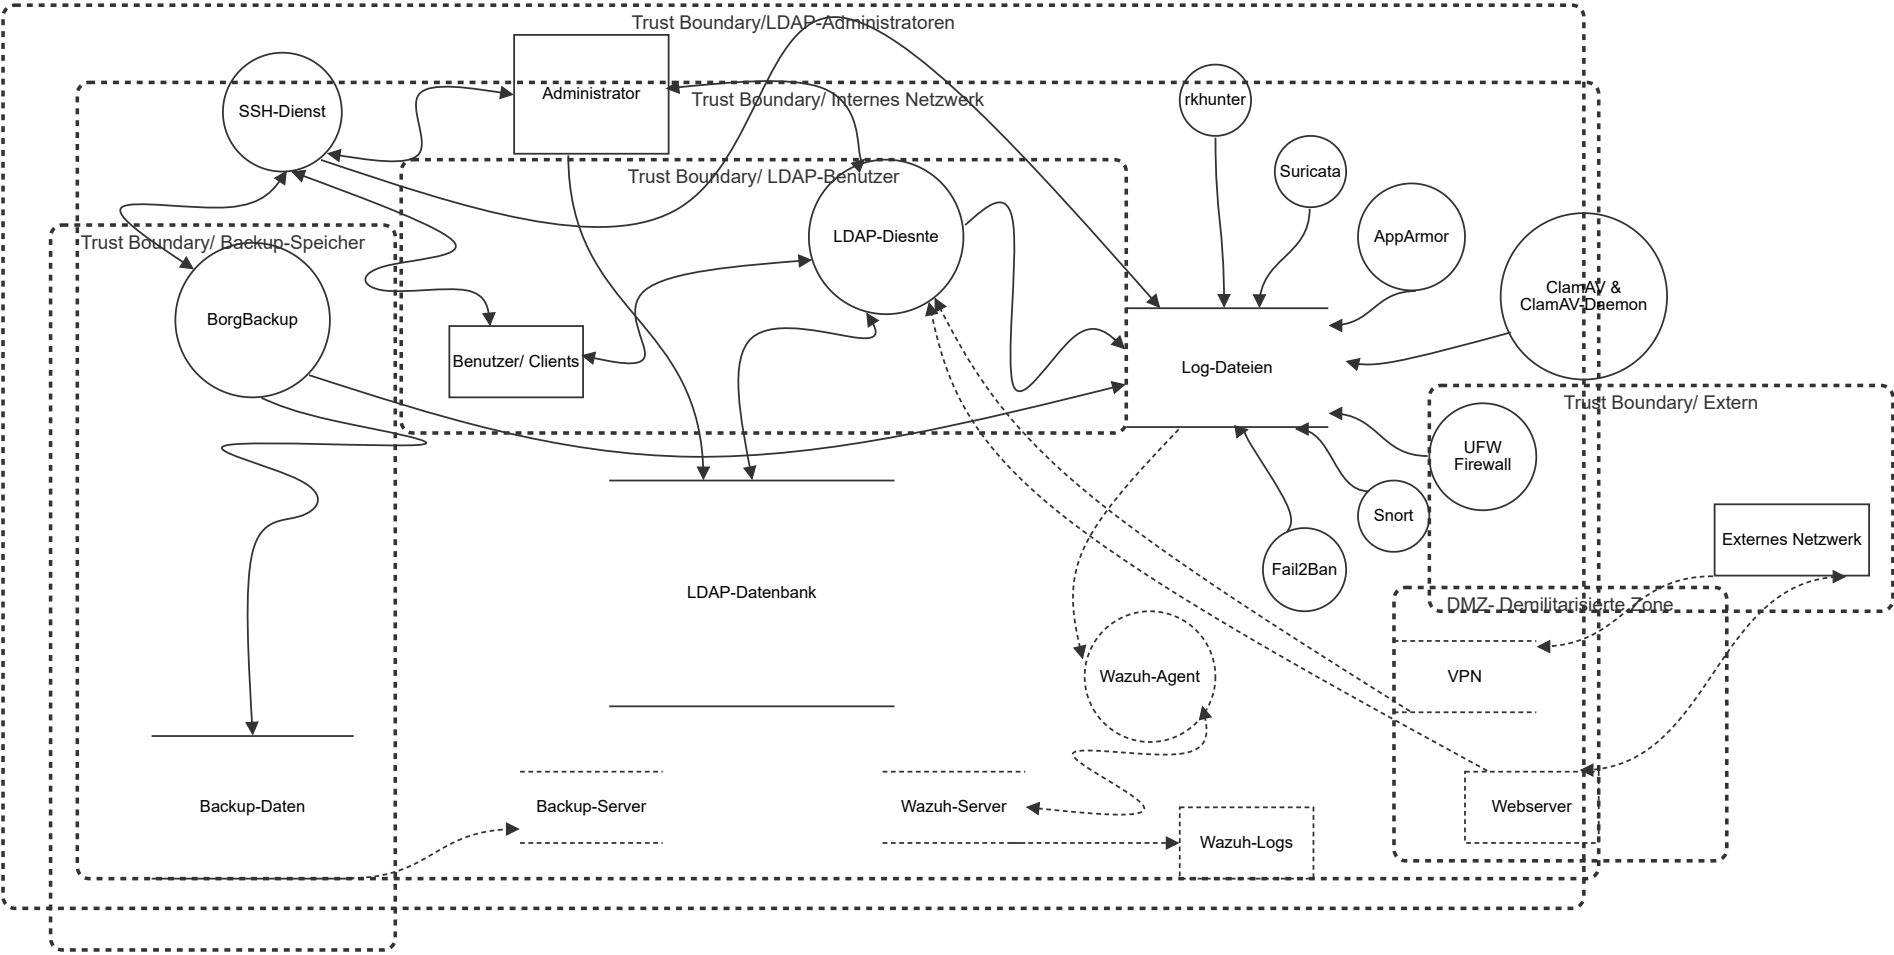 Trust Boundary/LDAP-Administratoren
Administrator
Trust Boundary/ Internes Netzwerk
rkhunter
SSH-Dienst
Suricata
Trust Boundary/ LDAP-Benutzer
LDAP-Diesnte
AppArmor
Trust Boundary/ Backup-Speicher
ClamAV &
ClamAV-Daemon
BorgBackup
Benutzer/ Clients
Log-Dateien
Trust Boundary/ Extern
UFW
Firewall
Snort
Externes Netzwerk
Fail2Ban
LDAP-Datenbank
DMZ- Demilitarisierte Zone
Wazuh-Agent
VPN
Backup-Daten
Backup-Server
Wazuh-Server
Webserver
Wazuh-Logs